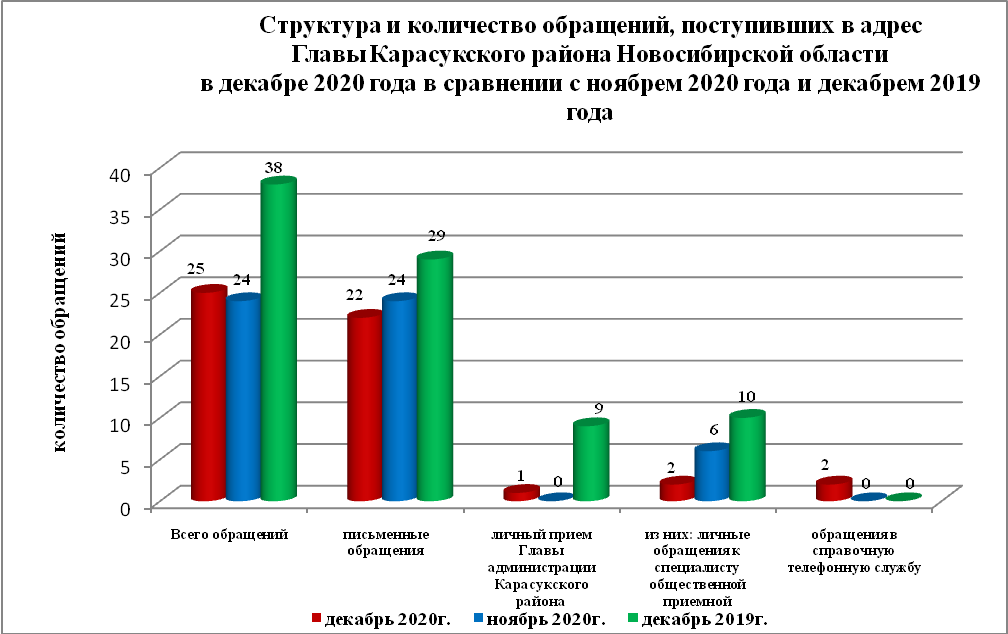 Структура и количество обращений, поступивших в адрес
Главы Карасукского района Новосибирской области
в декабре 2020 года в сравнении с ноябрем 2020 года и декабрем 2019
года
количество обращений
40
35
30
25
20
15
10
5
0
25
24
38
22
24
29
1
0
9
2
6
10
2
0
0
Всего обращений
письменные
обращения
личный прием
Главы
администрации
Карасукского
района
из них: личные
обращения к
специалисту
общественной
приемной
обращения в
справочную
телефонную службу
декабрь 2020г.
ноябрь 2020г.
декабрь 2019г.